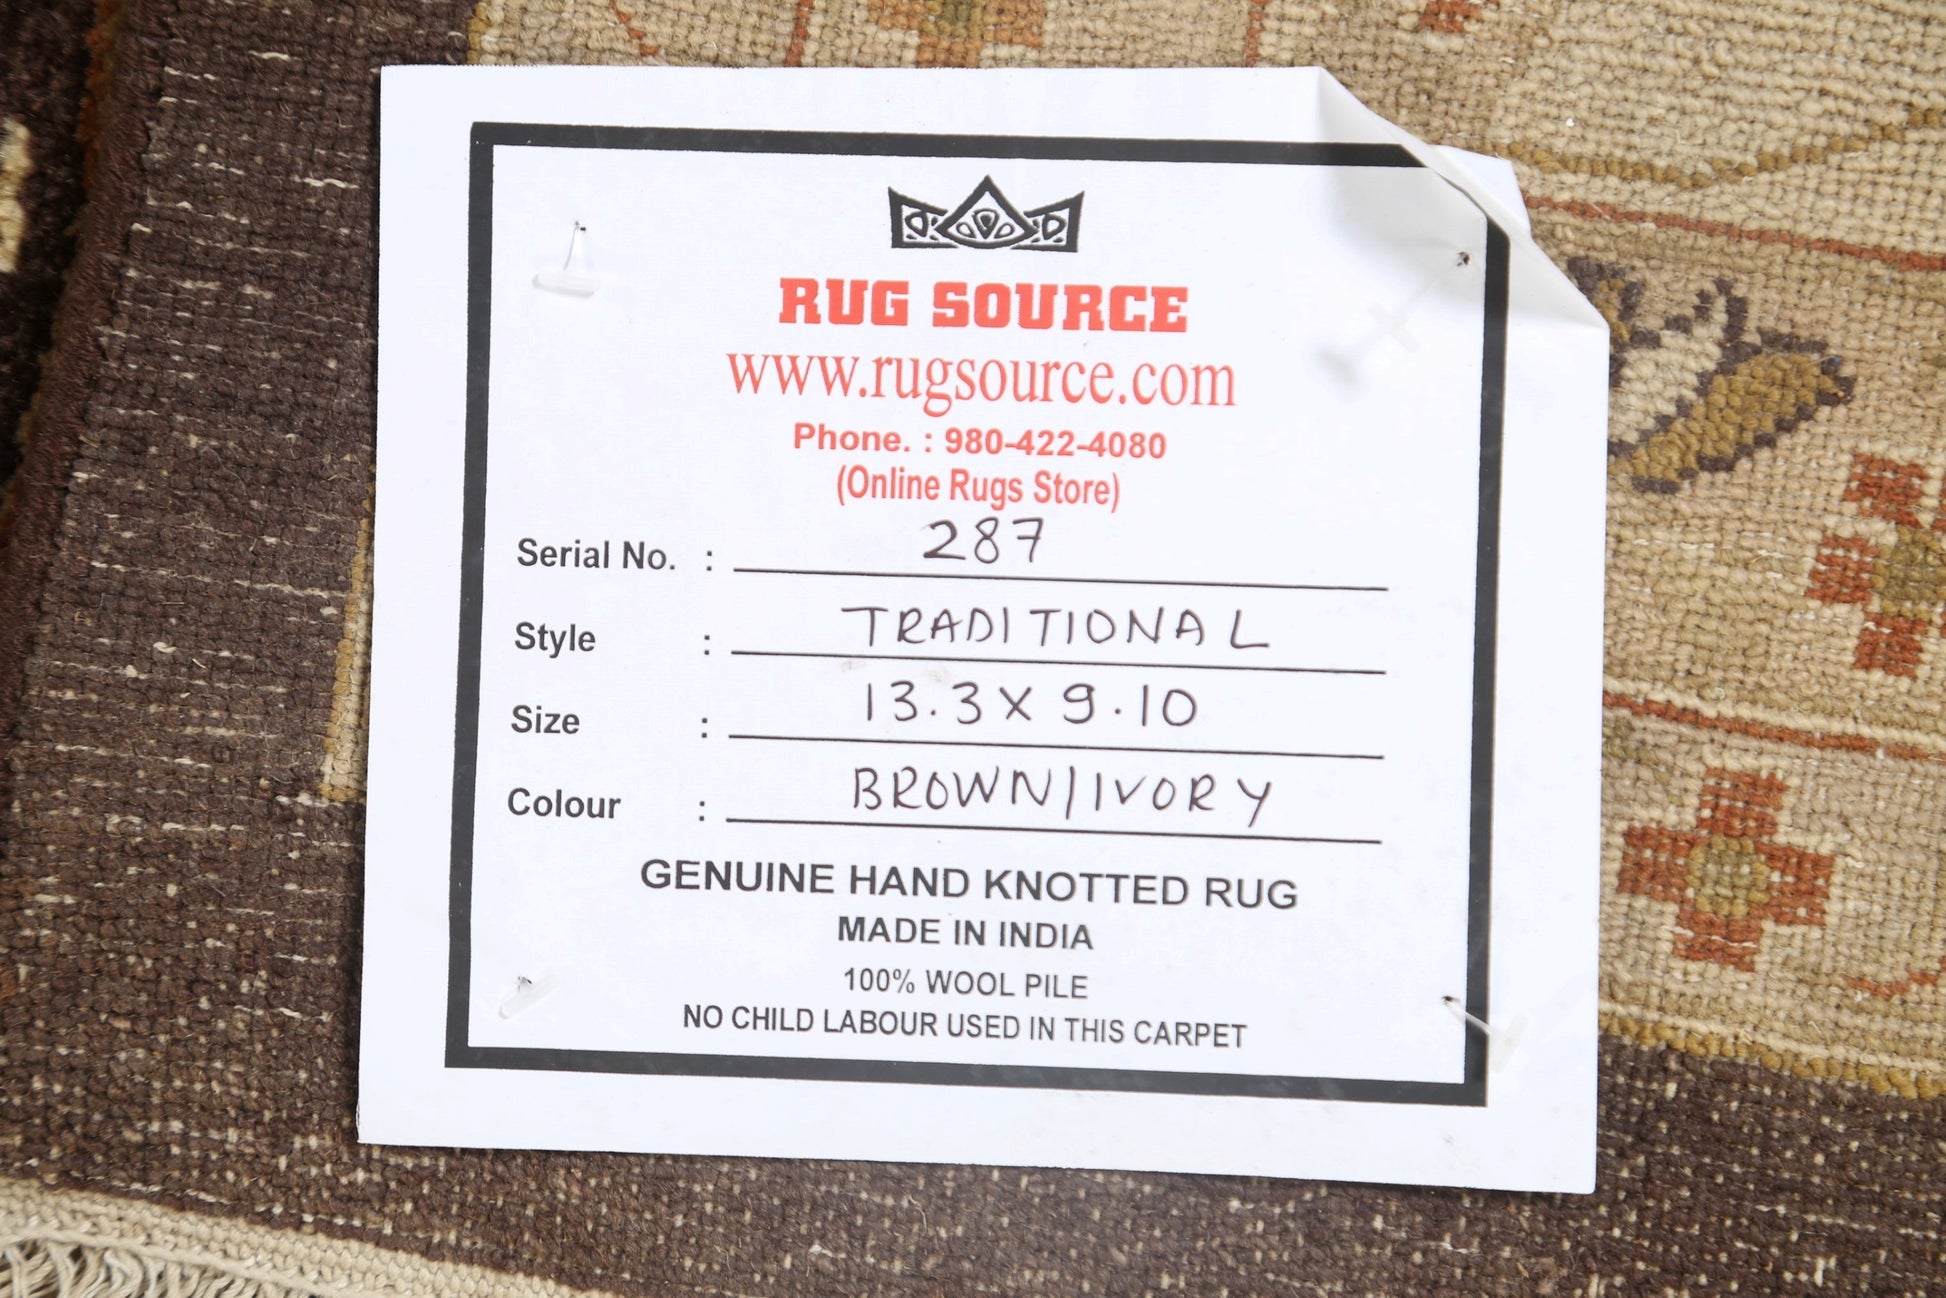 RUG SOURCE
www.rugsource.com
Phone. : 980-422-4080
(Online Rugs Store)
Serial No. : 287
Style : TRADITIONAL
Size : 13.3 X 9.10
Colour : BROWN/IVORY
GENUINE HAND KNOTTED RUG
MADE IN INDIA
100% WOOL PILE
NO CHILD LABOUR USED IN THIS CARPET